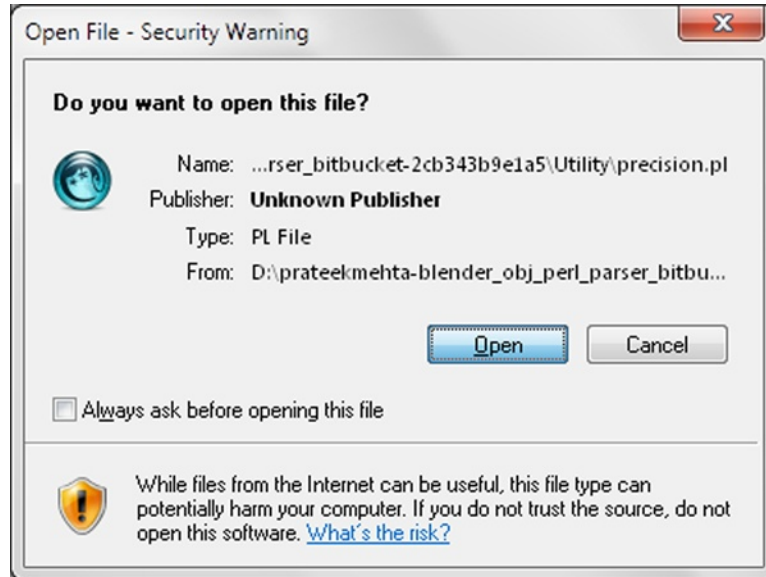 Open File - Security Warning
Do you want to open this file?
Name: ...rser_bitbucket-2cb343b9e1a5\Utility\precision.pl
Publisher: Unknown Publisher
Type: PL File
From: D:\prateekmehta-blender_obj_perl_parser_bitbu...
Open Cancel
Always ask before opening this file
While files from the Internet can be useful, this file type can
potentially harm your computer. If you do not trust the source, do not
open this software. What's the risk?